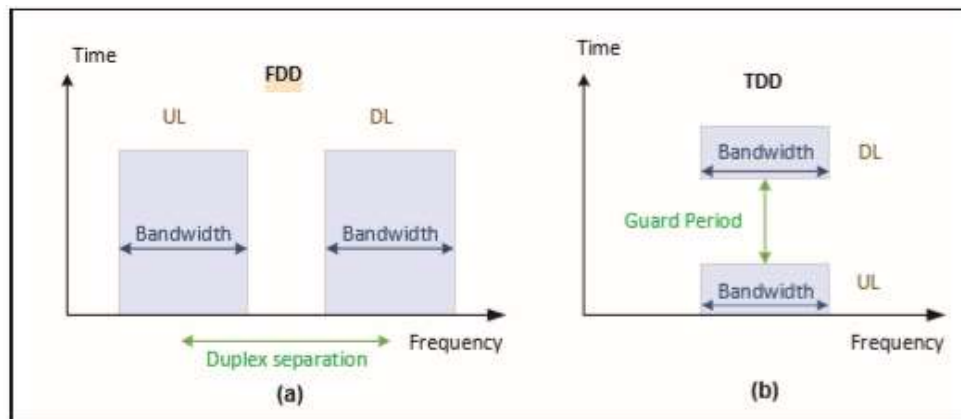 Time
FDD
UL
DL
Bandwidth
Bandwidth
Frequency
Duplex separation
(a)
Time
TDD
Bandwidth
DL
Guard Period
Bandwidth
UL
Frequency
(b)